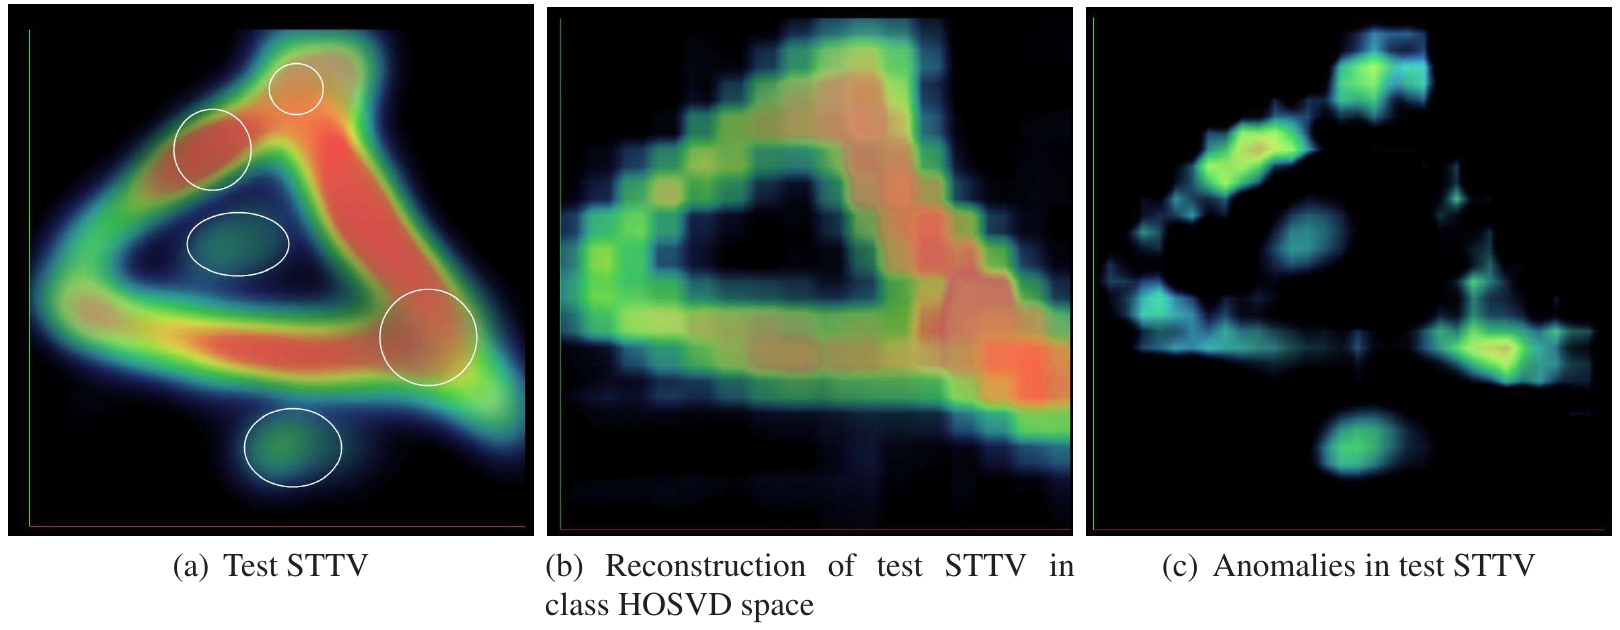 (a) Test STTV
(b) Reconstruction of test STTV in
class HOSVD space
(c) Anomalies in test STTV